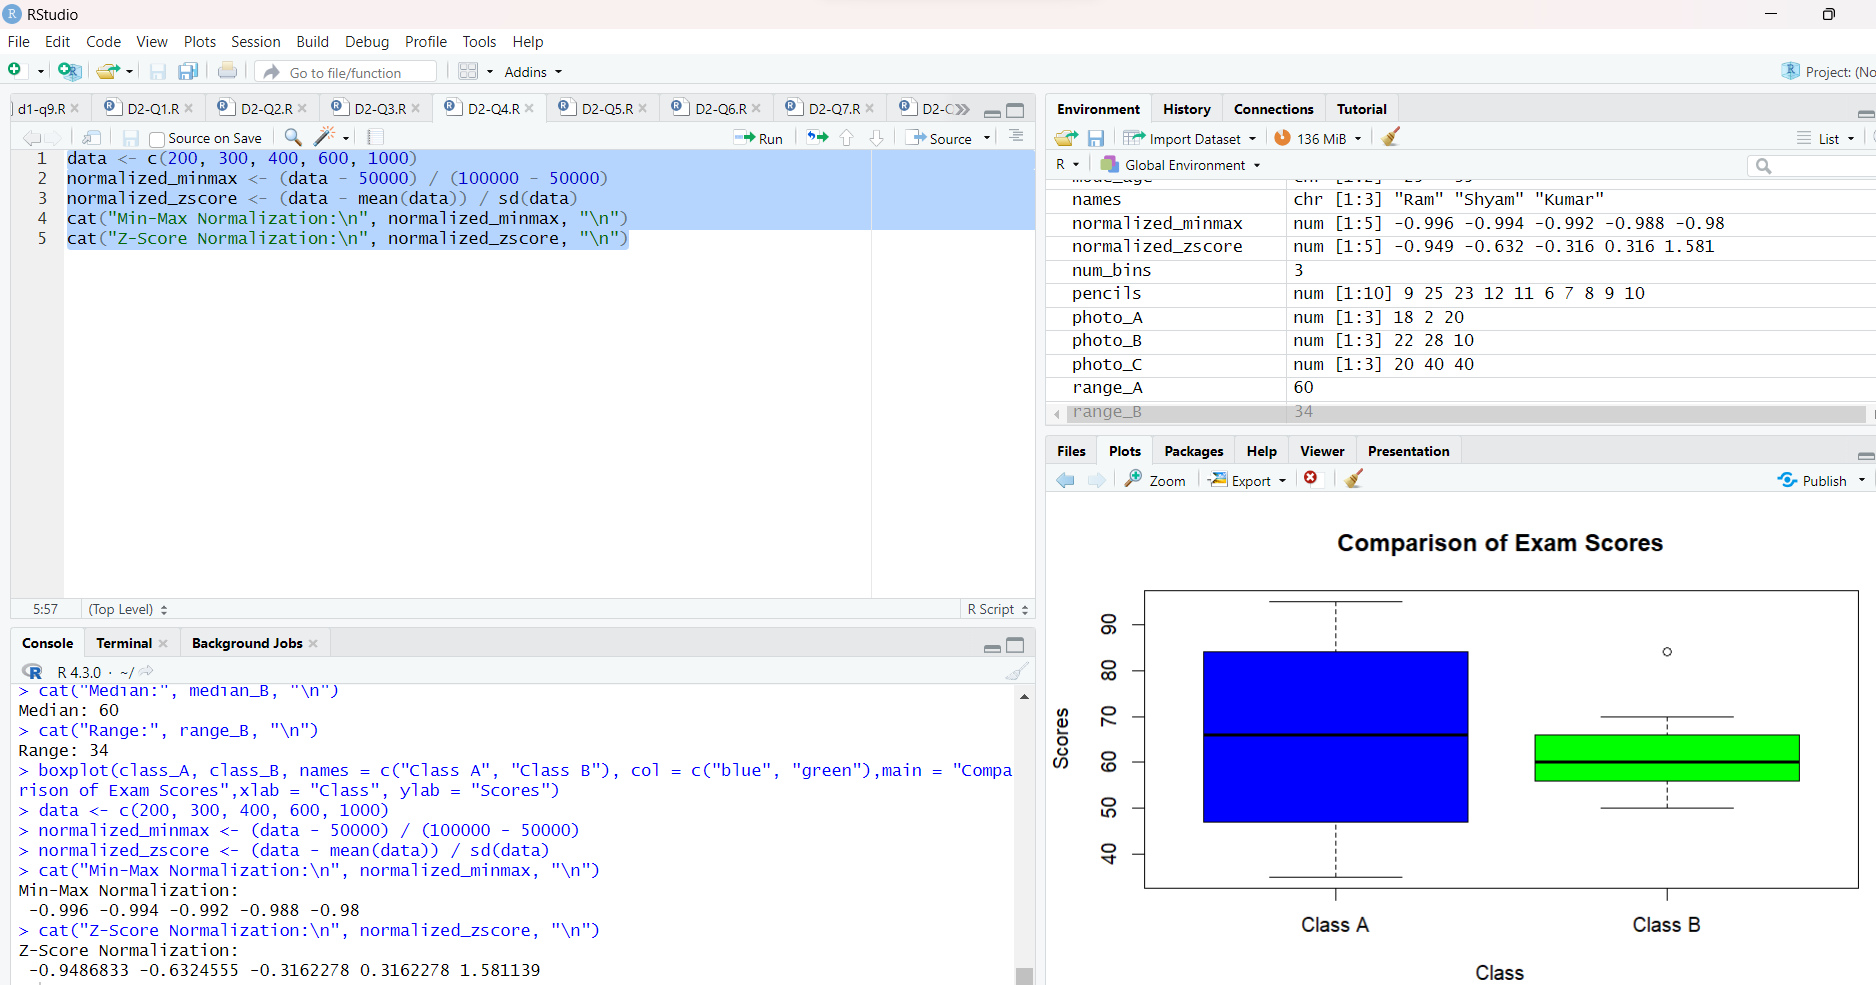 RStudio
File Edit Code View Plots Session Build Debug Profile Tools Help
Go to file/function Addins Project: (No
d1-q9.R D2-Q1.R D2-Q2.R D2-Q3.R D2-Q4.R D2-Q5.R D2-Q6.R D2-Q7.R
Source on Save Run Source
1 data <- c(200, 300, 400, 600, 1000)
2 normalized_minmax <- (data - 50000) / (100000 - 50000)
3 normalized_zscore <- (data - mean(data)) / sd(data)
4 cat("Min-Max Normalization:\n", normalized_minmax, "\n")
5 cat("Z-Score Normalization:\n", normalized_zscore, "\n")
5:57 (Top Level) R Script
Console Terminal Background Jobs
R 4.3.0 · ~/
> cat("Median:", median_B, "\n")
Median: 60
> cat("Range:", range_B, "\n")
Range: 34
> boxplot(class_A, class_B, names = c("Class A", "Class B"), col = c("blue", "green"),main = "Compa
rison of Exam Scores",xlab = "Class", ylab = "Scores")
> data <- c(200, 300, 400, 600, 1000)
> normalized_minmax <- (data - 50000) / (100000 - 50000)
> normalized_zscore <- (data - mean(data)) / sd(data)
> cat("Min-Max Normalization:\n", normalized_minmax, "\n")
Min-Max Normalization:
-0.996 -0.994 -0.992 -0.988 -0.98
> cat("Z-Score Normalization:\n", normalized_zscore, "\n")
Z-Score Normalization:
-0.9486833 -0.6324555 -0.3162278 0.3162278 1.581139
Environment History Connections Tutorial
Import Dataset 136 MiB List
R Global Environment
names chr [1:3] "Ram" "Shyam" "Kumar"
normalized_minmax num [1:5] -0.996 -0.994 -0.992 -0.988 -0.98
normalized_zscore num [1:5] -0.949 -0.632 -0.316 0.316 1.581
num_bins 3
pencils num [1:10] 9 25 23 12 11 6 7 8 9 10
photo_A num [1:3] 18 2 20
photo_B num [1:3] 22 28 10
photo_C num [1:3] 20 40 40
range_A 60
range_B 34
Files Plots Packages Help Viewer Presentation
Zoom Export Publish
Comparison of Exam Scores
Scores
90
80
70
60
50
40
Class A Class B
Class